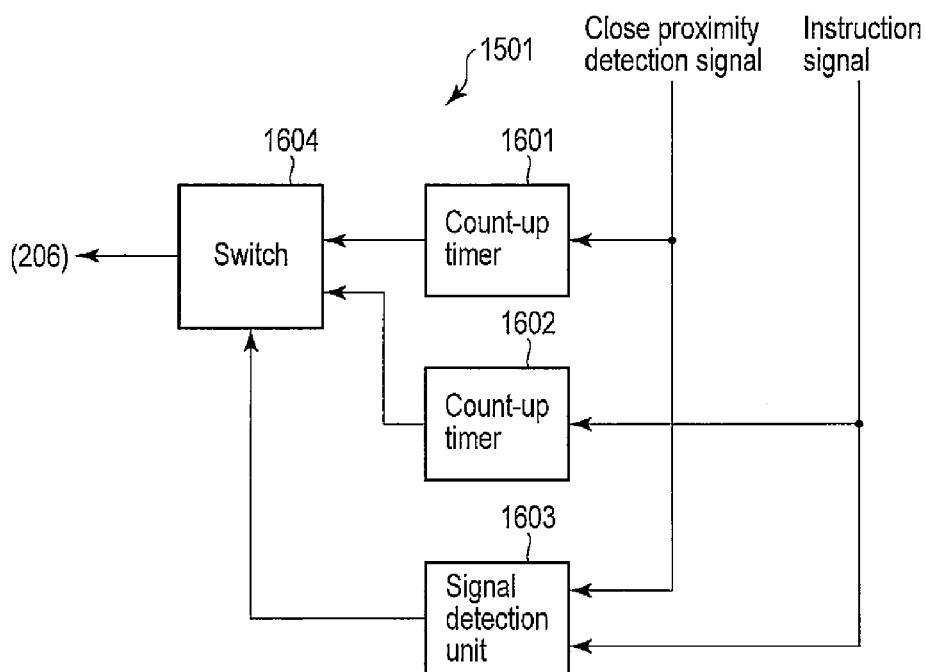 Close proximity
detection signal
Instruction
signal
1501
1604
1601
Switch
Count-up
timer
(206)
1602
Count-up
timer
1603
Signal
detection
unit